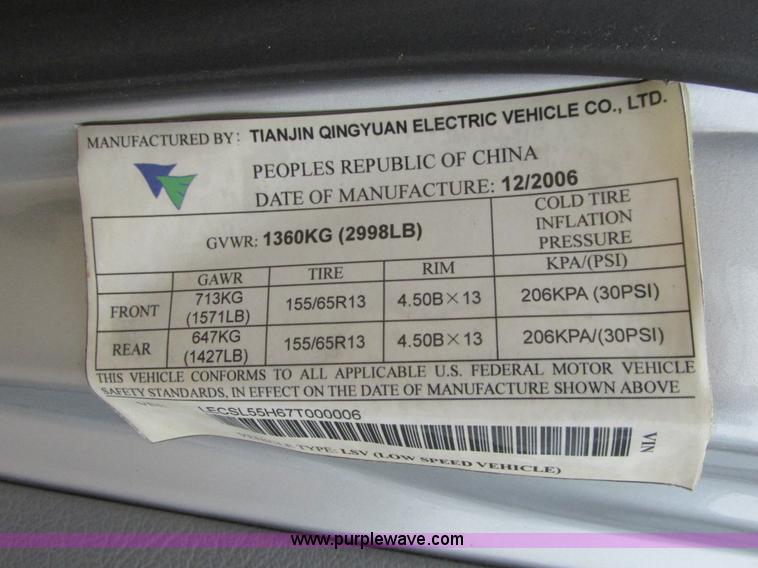 MANUFACTURED BY: TIANJIN QINGYUAN ELECTRIC VEHICLE CO., LTD.
PEOPLES REPUBLIC OF CHINA
DATE OF MANUFACTURE: 12/2006
GVWR: 1360KG (2998LB)
COLD TIRE
INFLATION
PRESSURE
GAWR TIRE RIM KPA/(PSI)
FRONT 713KG (1571LB) 155/65R13 4.50B×13 206KPA (30PSI)
REAR 647KG (1427LB) 155/65R13 4.50B×13 206KPA/(30PSI)
THIS VEHICLE CONFORMS TO ALL APPLICABLE U.S. FEDERAL MOTOR VEHICLE
SAFETY STANDARDS, IN EFFECT ON THE DATE OF MANUFACTURE SHOWN ABOVE
LECSL55H67T000006
VIN
VEHICLE TYPE: LSV (LOW SPEED VEHICLE)
www.purplewave.com